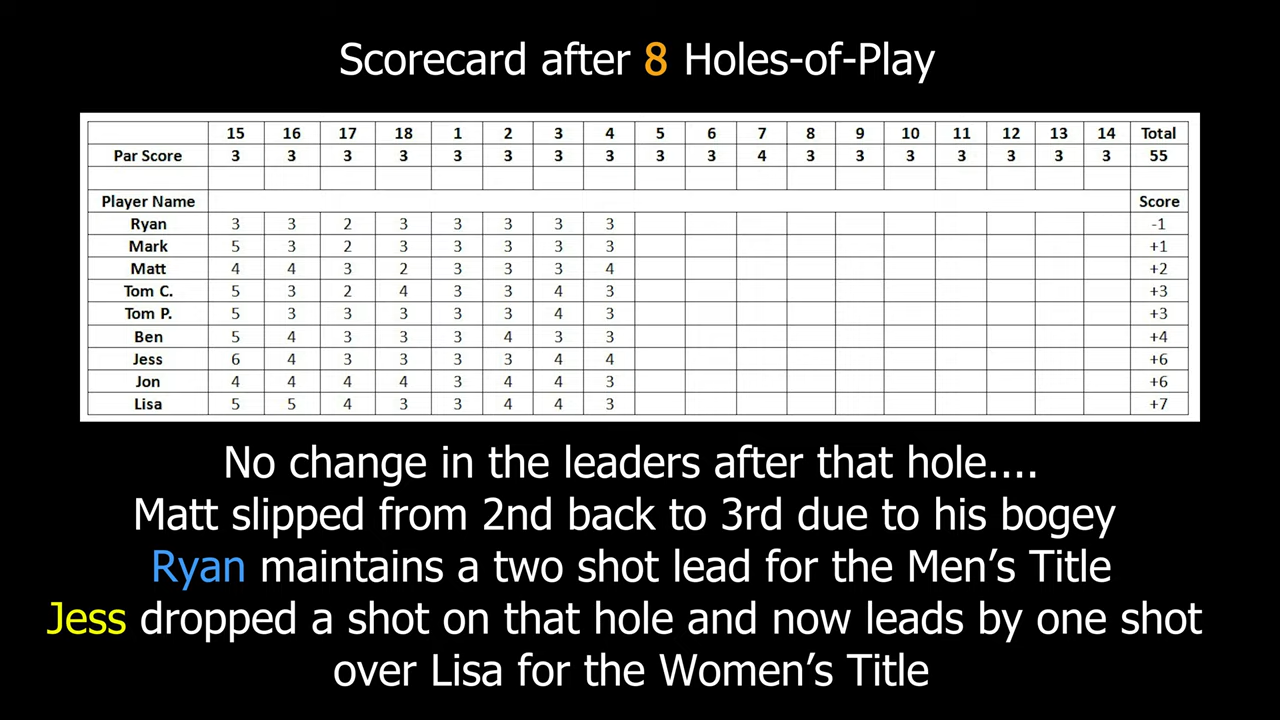 Scorecard after 8 Holes-of-Play
15 16 17 18 1 2 3 4 5 6 7 8 9 10 11 12 13 14 Total
Par Score 3 3 3 3 3 3 3 3 3 3 4 3 3 3 3 3 3 3 55
Player Name Score
Ryan 3 3 2 3 3 3 3 3 -1
Mark 5 3 2 3 3 3 3 3 +1
Matt 4 4 3 2 3 3 3 4 +2
Tom C. 5 3 2 4 3 3 4 3 +3
Tom P. 5 3 3 3 3 3 4 3 +3
Ben 5 4 3 3 3 4 3 3 +4
Jess 6 4 3 3 3 3 4 4 +6
Jon 4 4 4 4 3 4 4 3 +6
Lisa 5 5 4 3 3 4 4 3 +7
No change in the leaders after that hole....
Matt slipped from 2nd back to 3rd due to his bogey
Ryan maintains a two shot lead for the Men’s Title
Jess dropped a shot on that hole and now leads by one shot
over Lisa for the Women’s Title